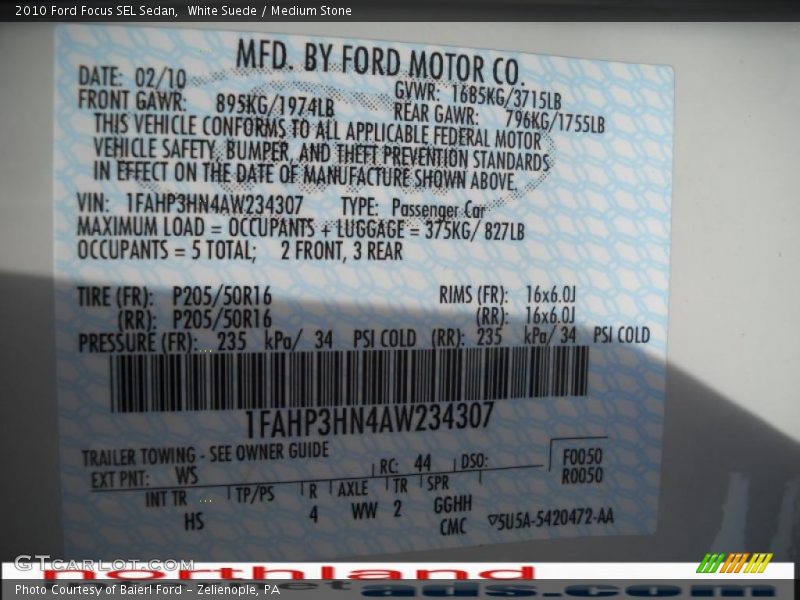 2010 Ford Focus SEL Sedan, White Suede / Medium Stone
MFD. BY FORD MOTOR CO.
DATE: 02/10 GVWR: 1685KG/3715LB
FRONT GAWR: 895KG/1974LB REAR GAWR: 796KG/1755LB
THIS VEHICLE CONFORMS TO ALL APPLICABLE FEDERAL MOTOR
VEHICLE SAFETY, BUMPER, AND THEFT PREVENTION STANDARDS
IN EFFECT ON THE DATE OF MANUFACTURE SHOWN ABOVE.
VIN: 1FAHP3HN4AW234307 TYPE: Passenger Car
MAXIMUM LOAD = OCCUPANTS + LUGGAGE = 375KG/ 827LB
OCCUPANTS = 5 TOTAL; 2 FRONT, 3 REAR
TIRE (FR): P205/50R16 RIMS (FR): 16x6.0J
(RR): P205/50R16 (RR): 16x6.0J
PRESSURE (FR): 235 kPa/ 34 PSI COLD (RR): 235 kPa/ 34 PSI COLD
1FAHP3HN4AW234307
TRAILER TOWING - SEE OWNER GUIDE
EXT PNT: WS RC: 44 DSO: F0050
R0050
INT TR TP/PS R AXLE TR SPR
HS 4 WW 2 GGHH
CMC 5U5A-5420472-AA
GTCarLot.com
northland
ads.com
Photo Courtesy of Baierl Ford - Zelienople, PA